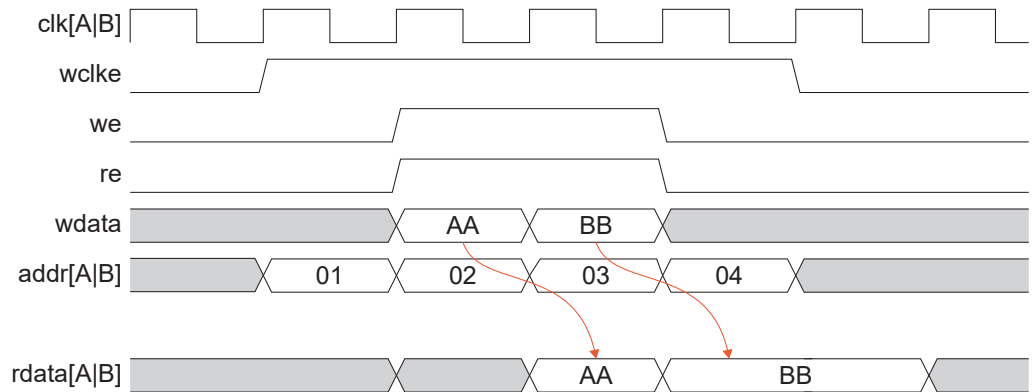 clk[A|B]
wclke
we
re
wdata AA BB
addr[A|B] 01 02 03 04
rdata[A|B] AA BB